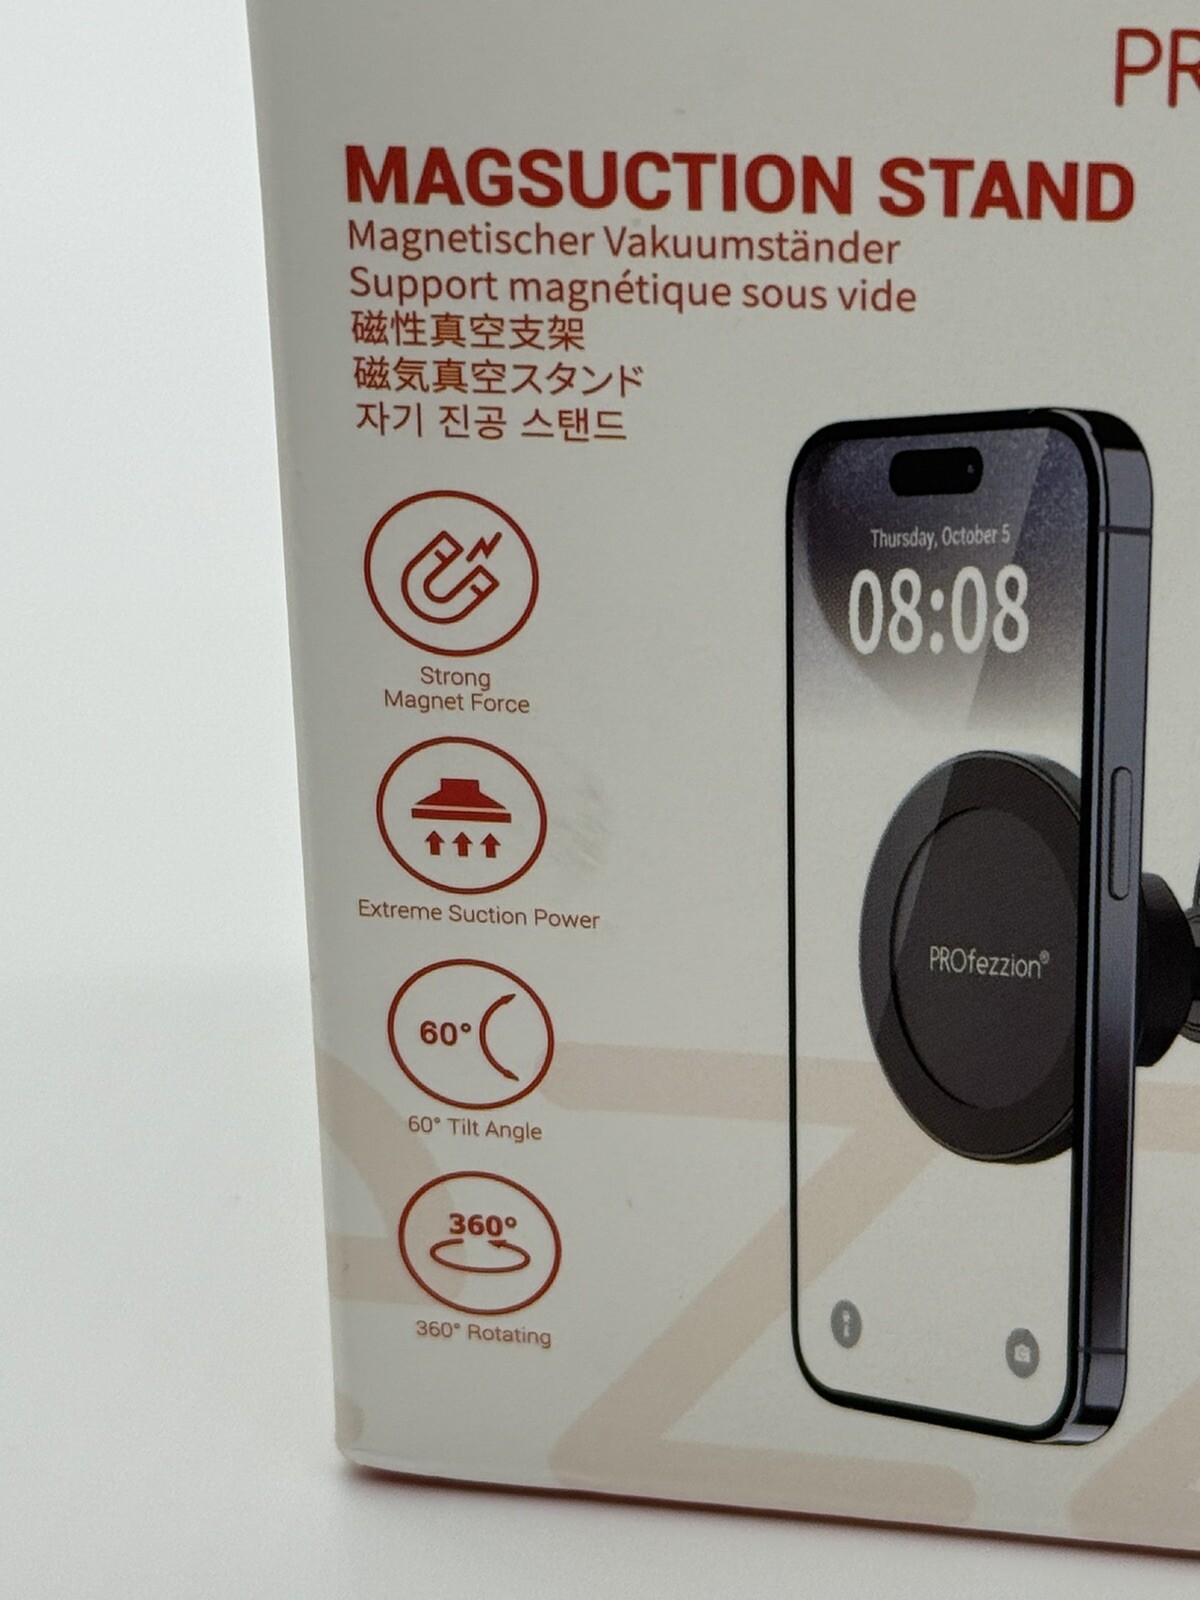 PR
MAGSUCTION STAND
Magnetischer Vakuumständer
Support magnétique sous vide
磁性真空支架
磁気真空スタンド
자기 진공 스탠드
Strong
Magnet Force
Extreme Suction Power
60°
60° Tilt Angle
360°
360° Rotating
Thursday, October 5
08:08
PROfezzion®